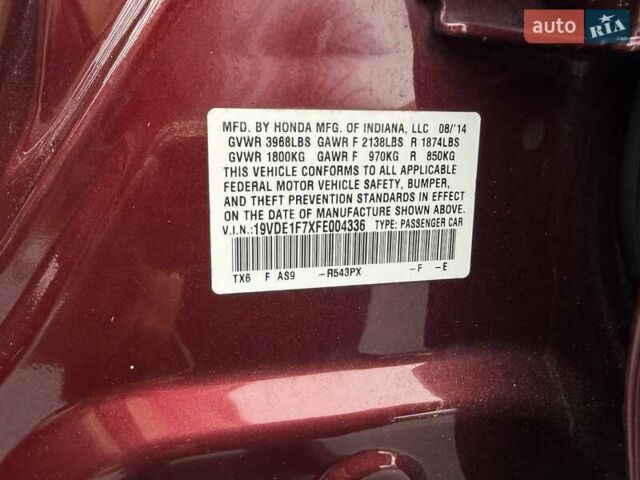 auto RIA
MFD. BY HONDA MFG. OF INDIANA, LLC 08/'14
GVWR 3968LBS GAWR F 2138LBS R 1874LBS
GVWR 1800KG GAWR F 970KG R 850KG
THIS VEHICLE CONFORMS TO ALL APPLICABLE
FEDERAL MOTOR VEHICLE SAFETY, BUMPER,
AND THEFT PREVENTION STANDARDS IN EFFECT
ON THE DATE OF MANUFACTURE SHOWN ABOVE.
V.I.N.:19VDE1F7XFE004336 TYPE: PASSENGER CAR
TX6 F AS9 -R543PX -F -E